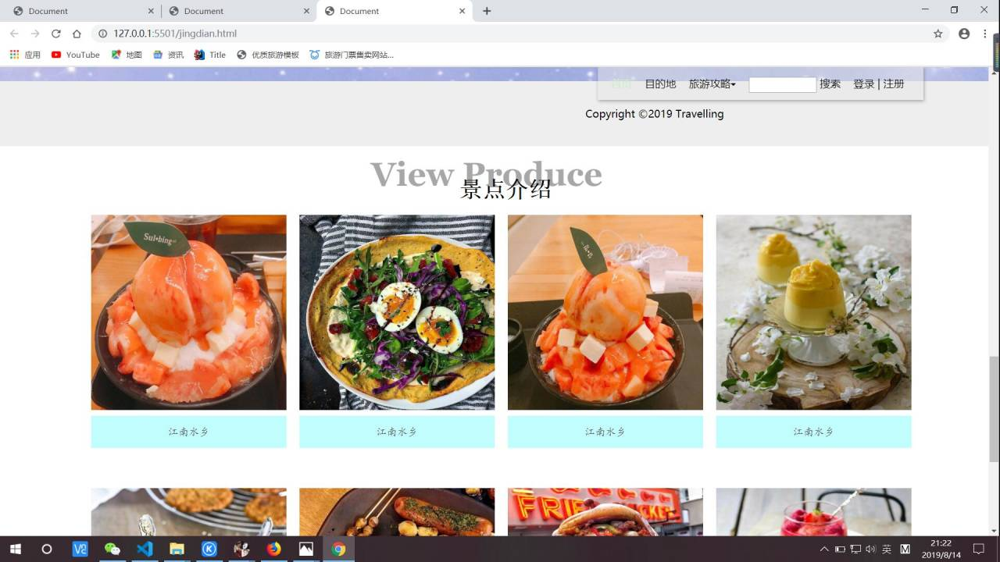 Document
Document
Document
127.0.0.1:5501/jingdian.html
应用 YouTube 地图 资讯 Title 优质旅游模板 旅游门票售卖网站...
首页 目的地 旅游攻略 搜索 登录 | 注册
Copyright ©2019 Travelling
View Produce
景点介绍
Sul•bing
江南水乡 江南水乡 江南水乡 江南水乡
英 M 21:22
2019/8/14